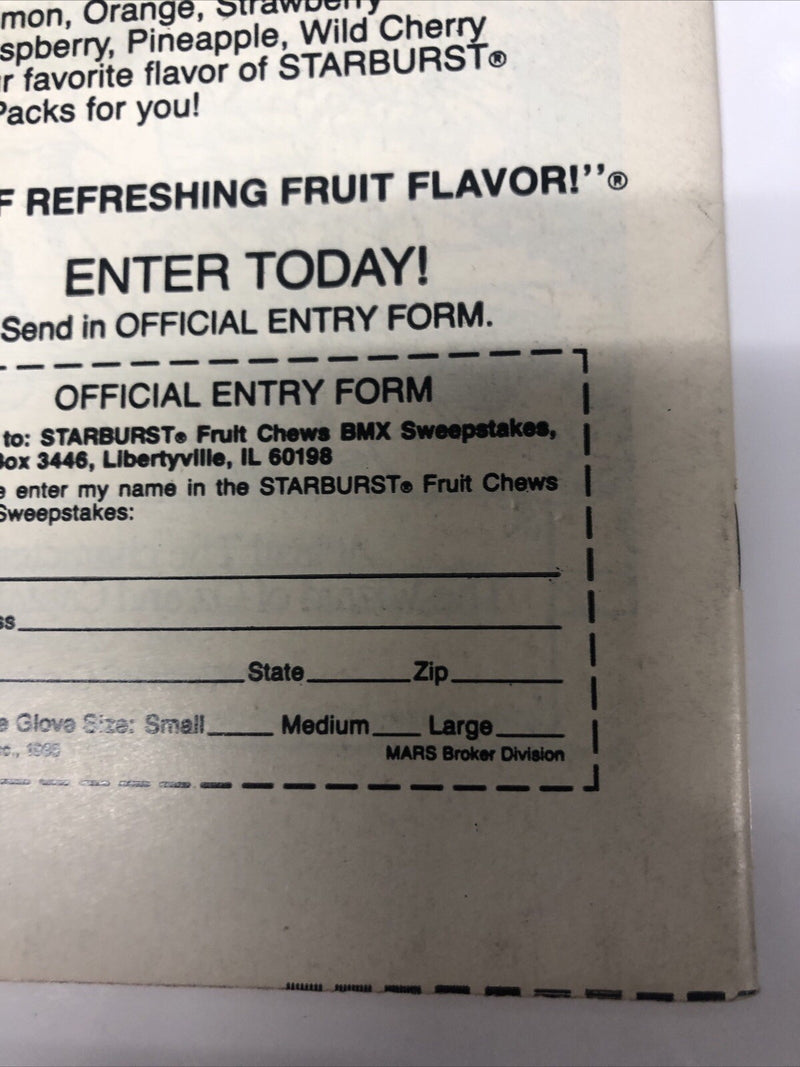 mon, Orange, Strawberry
spberry, Pineapple, Wild Cherry
r favorite flavor of STARBURST®
Packs for you!
F REFRESHING FRUIT FLAVOR!''®
ENTER TODAY!
Send in OFFICIAL ENTRY FORM.
OFFICIAL ENTRY FORM
to: STARBURST® Fruit Chews BMX Sweepstakes,
Box 3446, Libertyville, IL 60198
e enter my name in the STARBURST® Fruit Chews
Sweepstakes:
ss
State Zip
e Glove Size: Small Medium Large
MARS Broker Division